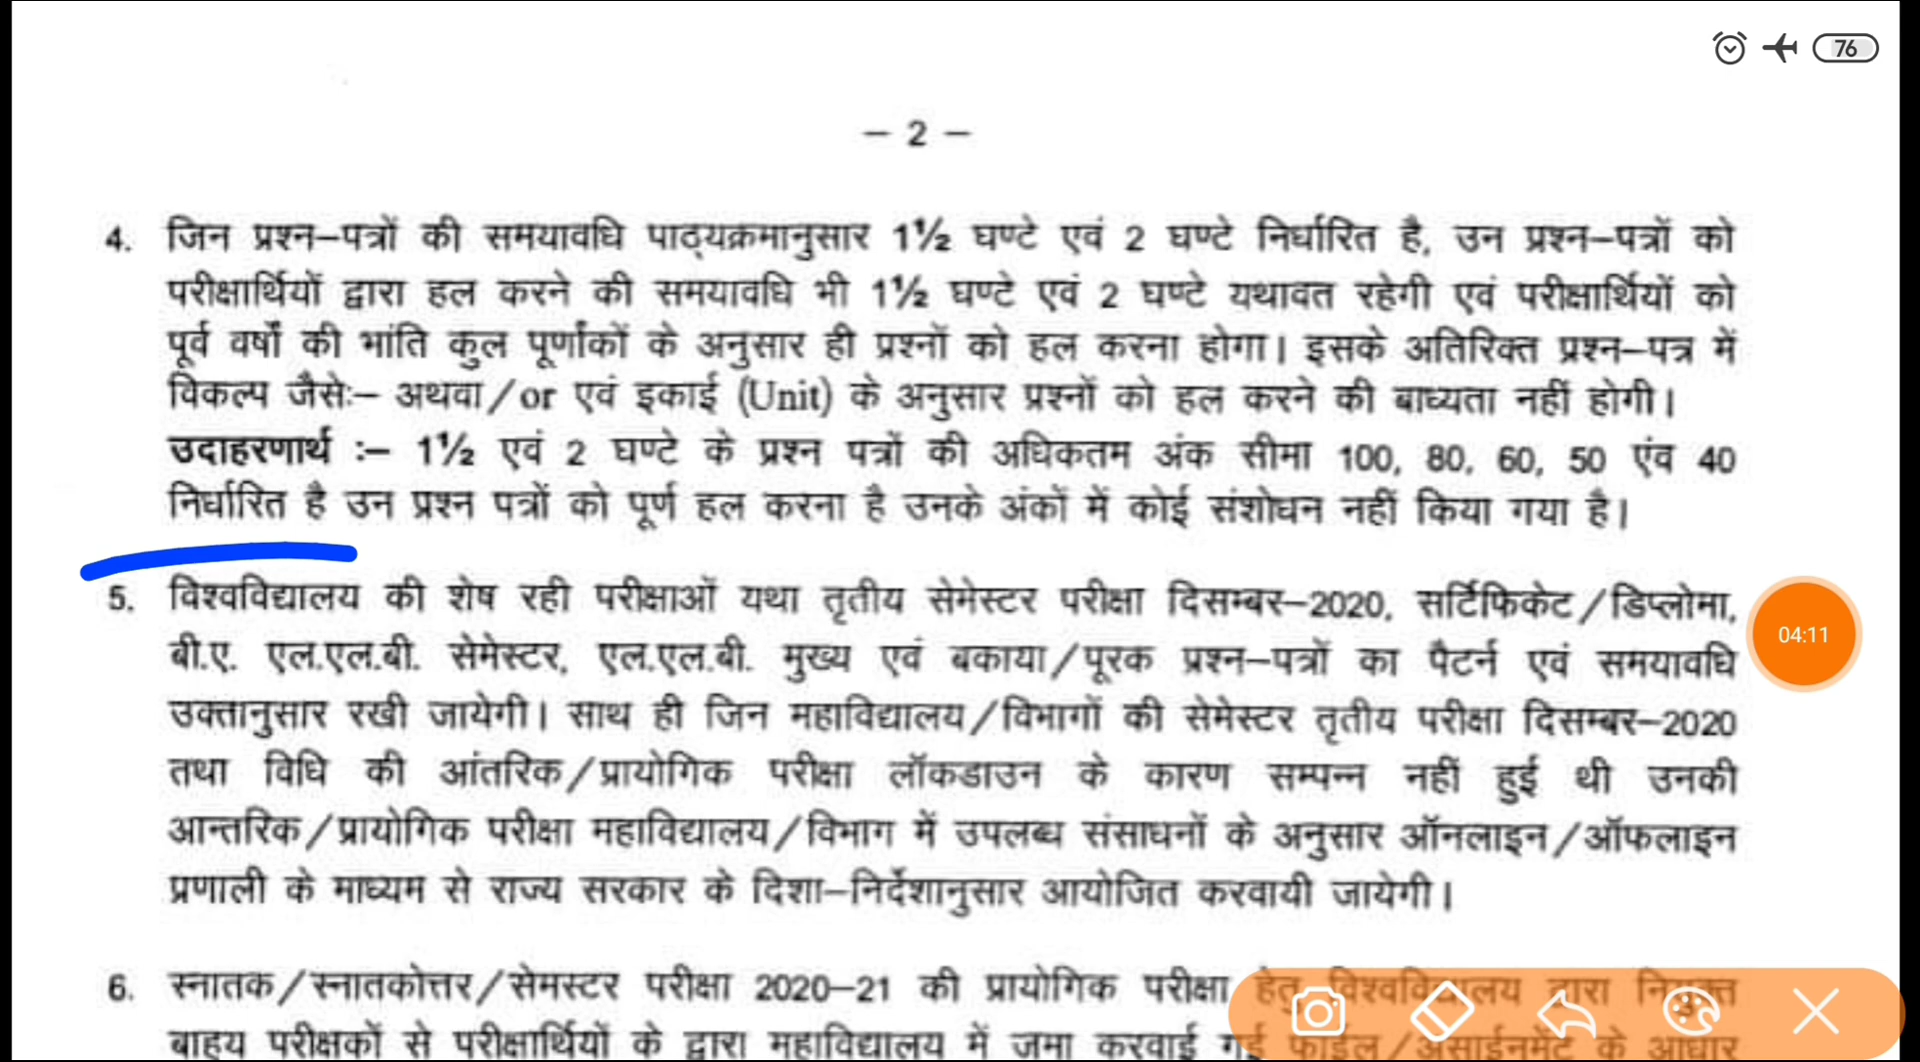 76
– 2 –
4. जिन प्रश्न–पत्रों की समयावधि पाठ्यक्रमानुसार 1½ घण्टे एवं 2 घण्टे निर्धारित है, उन प्रश्न–पत्रों को
परीक्षार्थियों द्वारा हल करने की समयावधि भी 1½ घण्टे एवं 2 घण्टे यथावत रहेगी एवं परीक्षार्थियों को
पूर्व वर्षों की भांति कुल पूर्णांकों के अनुसार ही प्रश्नों को हल करना होगा। इसके अतिरिक्त प्रश्न–पत्र में
विकल्प जैसेः– अथवा/or एवं इकाई (Unit) के अनुसार प्रश्नों को हल करने की बाध्यता नहीं होगी।
उदाहरणार्थ :– 1½ एवं 2 घण्टे के प्रश्न पत्रों की अधिकतम अंक सीमा 100, 80, 60, 50 एंव 40
निर्धारित है उन प्रश्न पत्रों को पूर्ण हल करना है उनके अंकों में कोई संशोधन नहीं किया गया है।
5. विश्वविद्यालय की शेष रही परीक्षाओं यथा तृतीय सेमेस्टर परीक्षा दिसम्बर–2020, सर्टिफिकेट/डिप्लोमा,
बी.ए. एल.एल.बी. सेमेस्टर, एल.एल.बी. मुख्य एवं बकाया/पूरक प्रश्न–पत्रों का पैटर्न एवं समयावधि
उक्तानुसार रखी जायेगी। साथ ही जिन महाविद्यालय/विभागों की सेमेस्टर तृतीय परीक्षा दिसम्बर–2020
तथा विधि की आंतरिक/प्रायोगिक परीक्षा लॉकडाउन के कारण सम्पन्न नहीं हुई थी उनकी
आन्तरिक/प्रायोगिक परीक्षा महाविद्यालय/विभाग में उपलब्ध संसाधनों के अनुसार ऑनलाइन/ऑफलाइन
प्रणाली के माध्यम से राज्य सरकार के दिशा–निर्देशानुसार आयोजित करवायी जायेगी।
04:11
6. स्नातक/स्नातकोत्तर/सेमस्टर परीक्षा 2020–21 की प्रायोगिक परीक्षा हेतु विश्वविद्यालय द्वारा नियुक्त
बाहय परीक्षकों से परीक्षार्थियों के द्वारा महाविद्यालय में जमा करवाई गई फाईल/असाईनमेंट के आधार